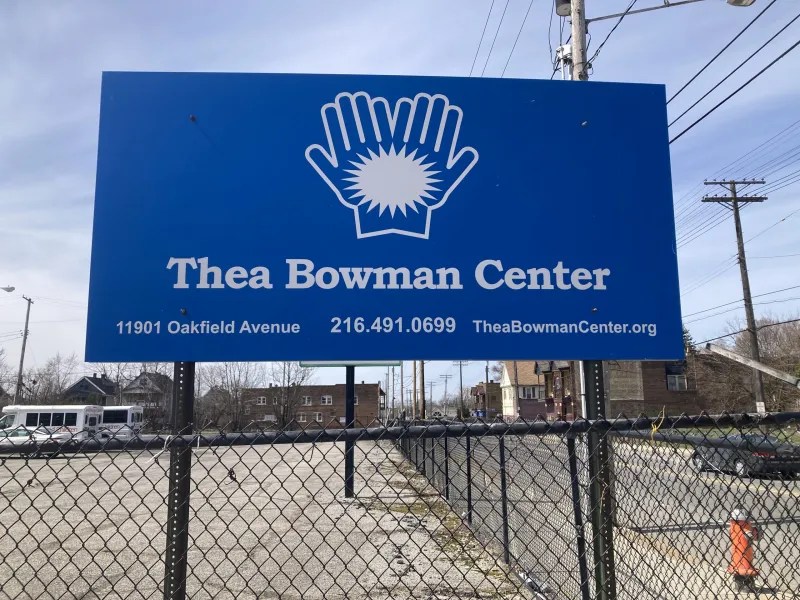 Thea Bowman Center
11901 Oakfield Avenue 216.491.0699 TheaBowmanCenter.org